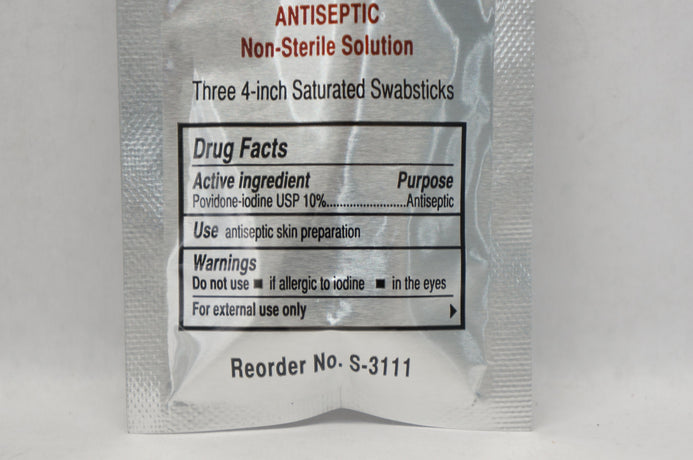 ANTISEPTIC
Non-Sterile Solution
Three 4-inch Saturated Swabsticks
Drug Facts
Active ingredient Purpose
Povidone-iodine USP 10%........................Antiseptic
Use antiseptic skin preparation
Warnings
Do not use ■ if allergic to iodine ■ in the eyes
For external use only
Reorder No. S-3111